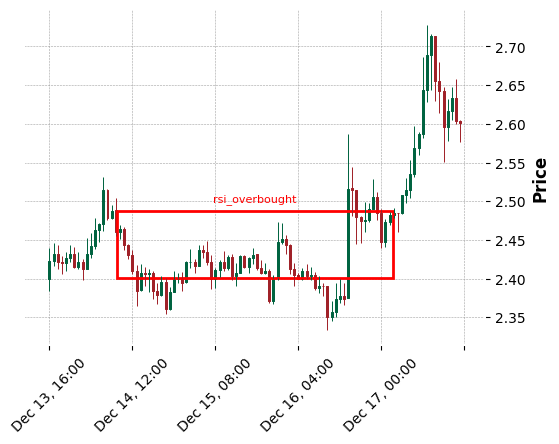 2.70
2.65
2.60
2.55
2.50
2.45
2.40
2.35
Price
rsi_overbought
Dec 13, 16:00
Dec 14, 12:00
Dec 15, 08:00
Dec 16, 04:00
Dec 17, 00:00